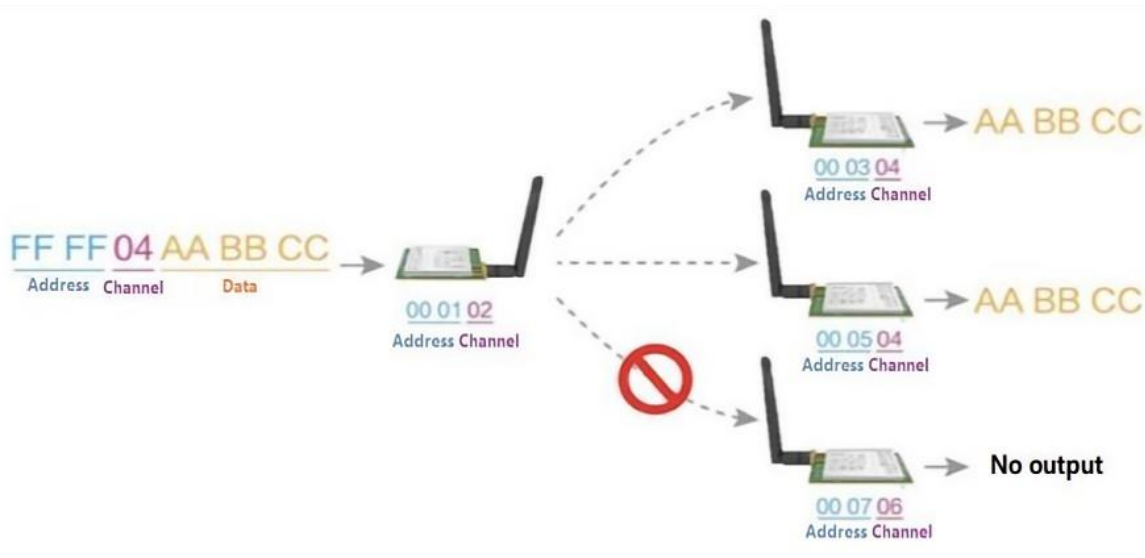 FF FF 04 AA BB CC
Address Channel Data
00 01 02
Address Channel
AA BB CC
00 03 04
Address Channel
AA BB CC
00 05 04
Address Channel
No output
00 07 06
Address Channel